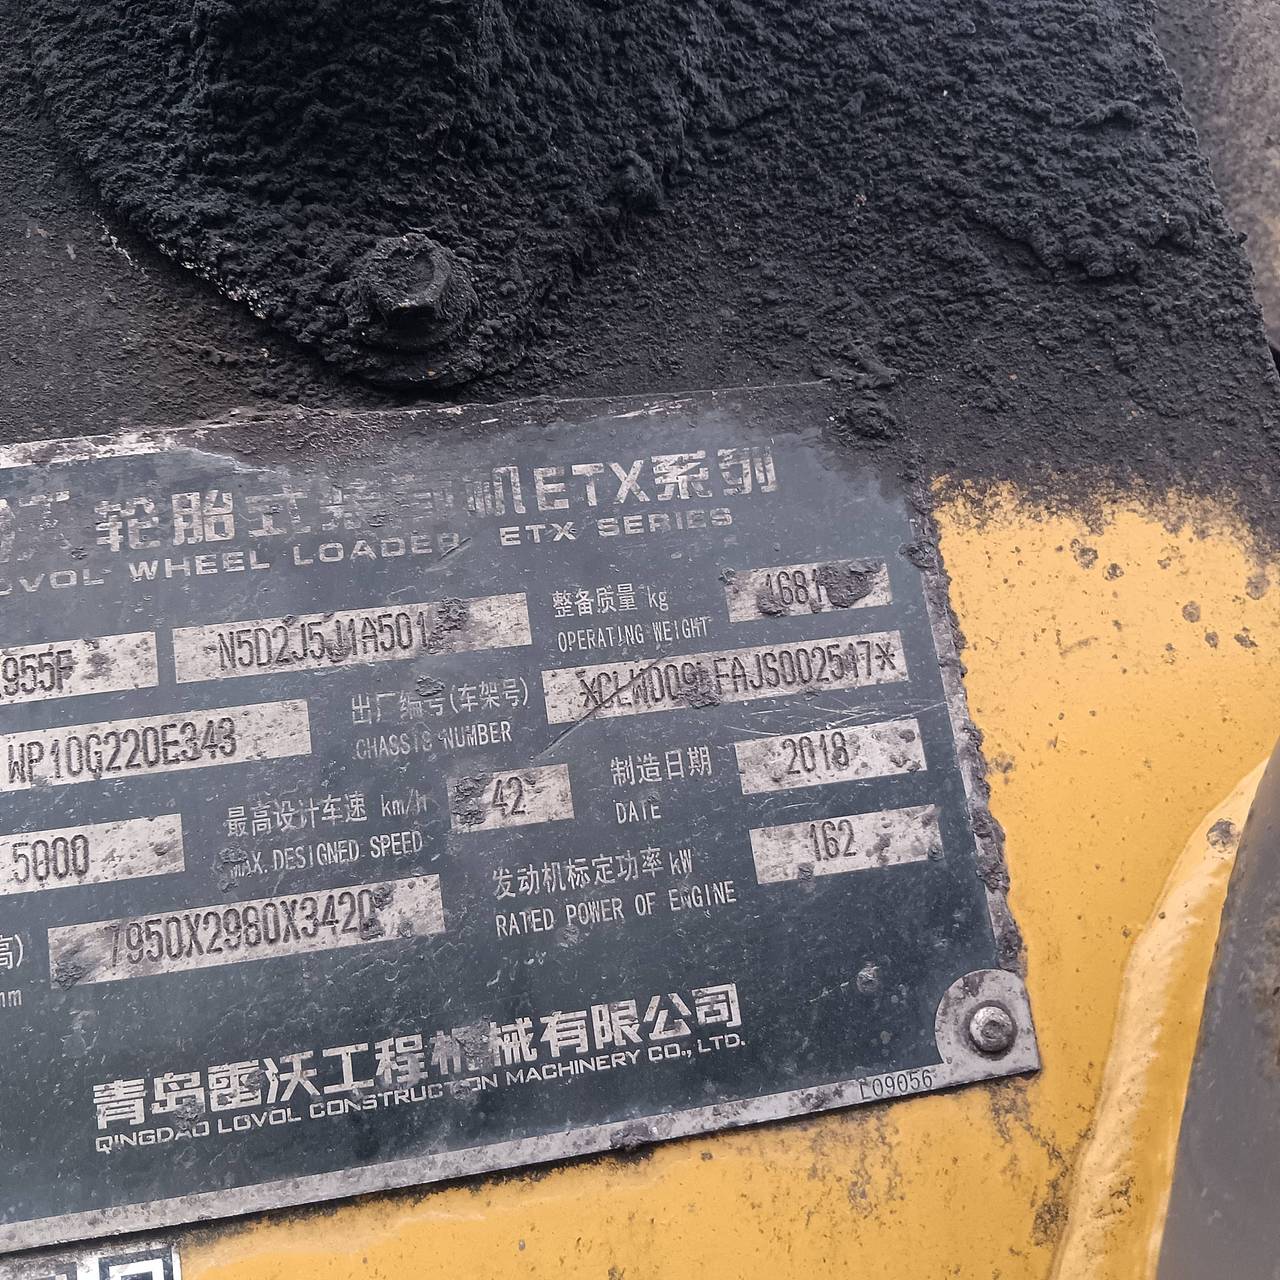 轮胎式装载机ETX系列
LOVOL WHEEL LOADER ETX SERIES
整备质量 kg
OPERATING WEIGHT
955F
N5D2J5J1A501
出厂编号(车架号)
CHASSIS NUMBER
WP10G220E343
制造日期
DATE
2018
最高设计车速 km/h
MAX.DESIGNED SPEED
42
5000
发动机标定功率 kW
RATED POWER OF ENGINE
162
高)
mm
7950X2980X3420
青岛雷沃工程机械有限公司
QINGDAO LOVOL CONSTRUCTION MACHINERY CO., LTD.
L09056